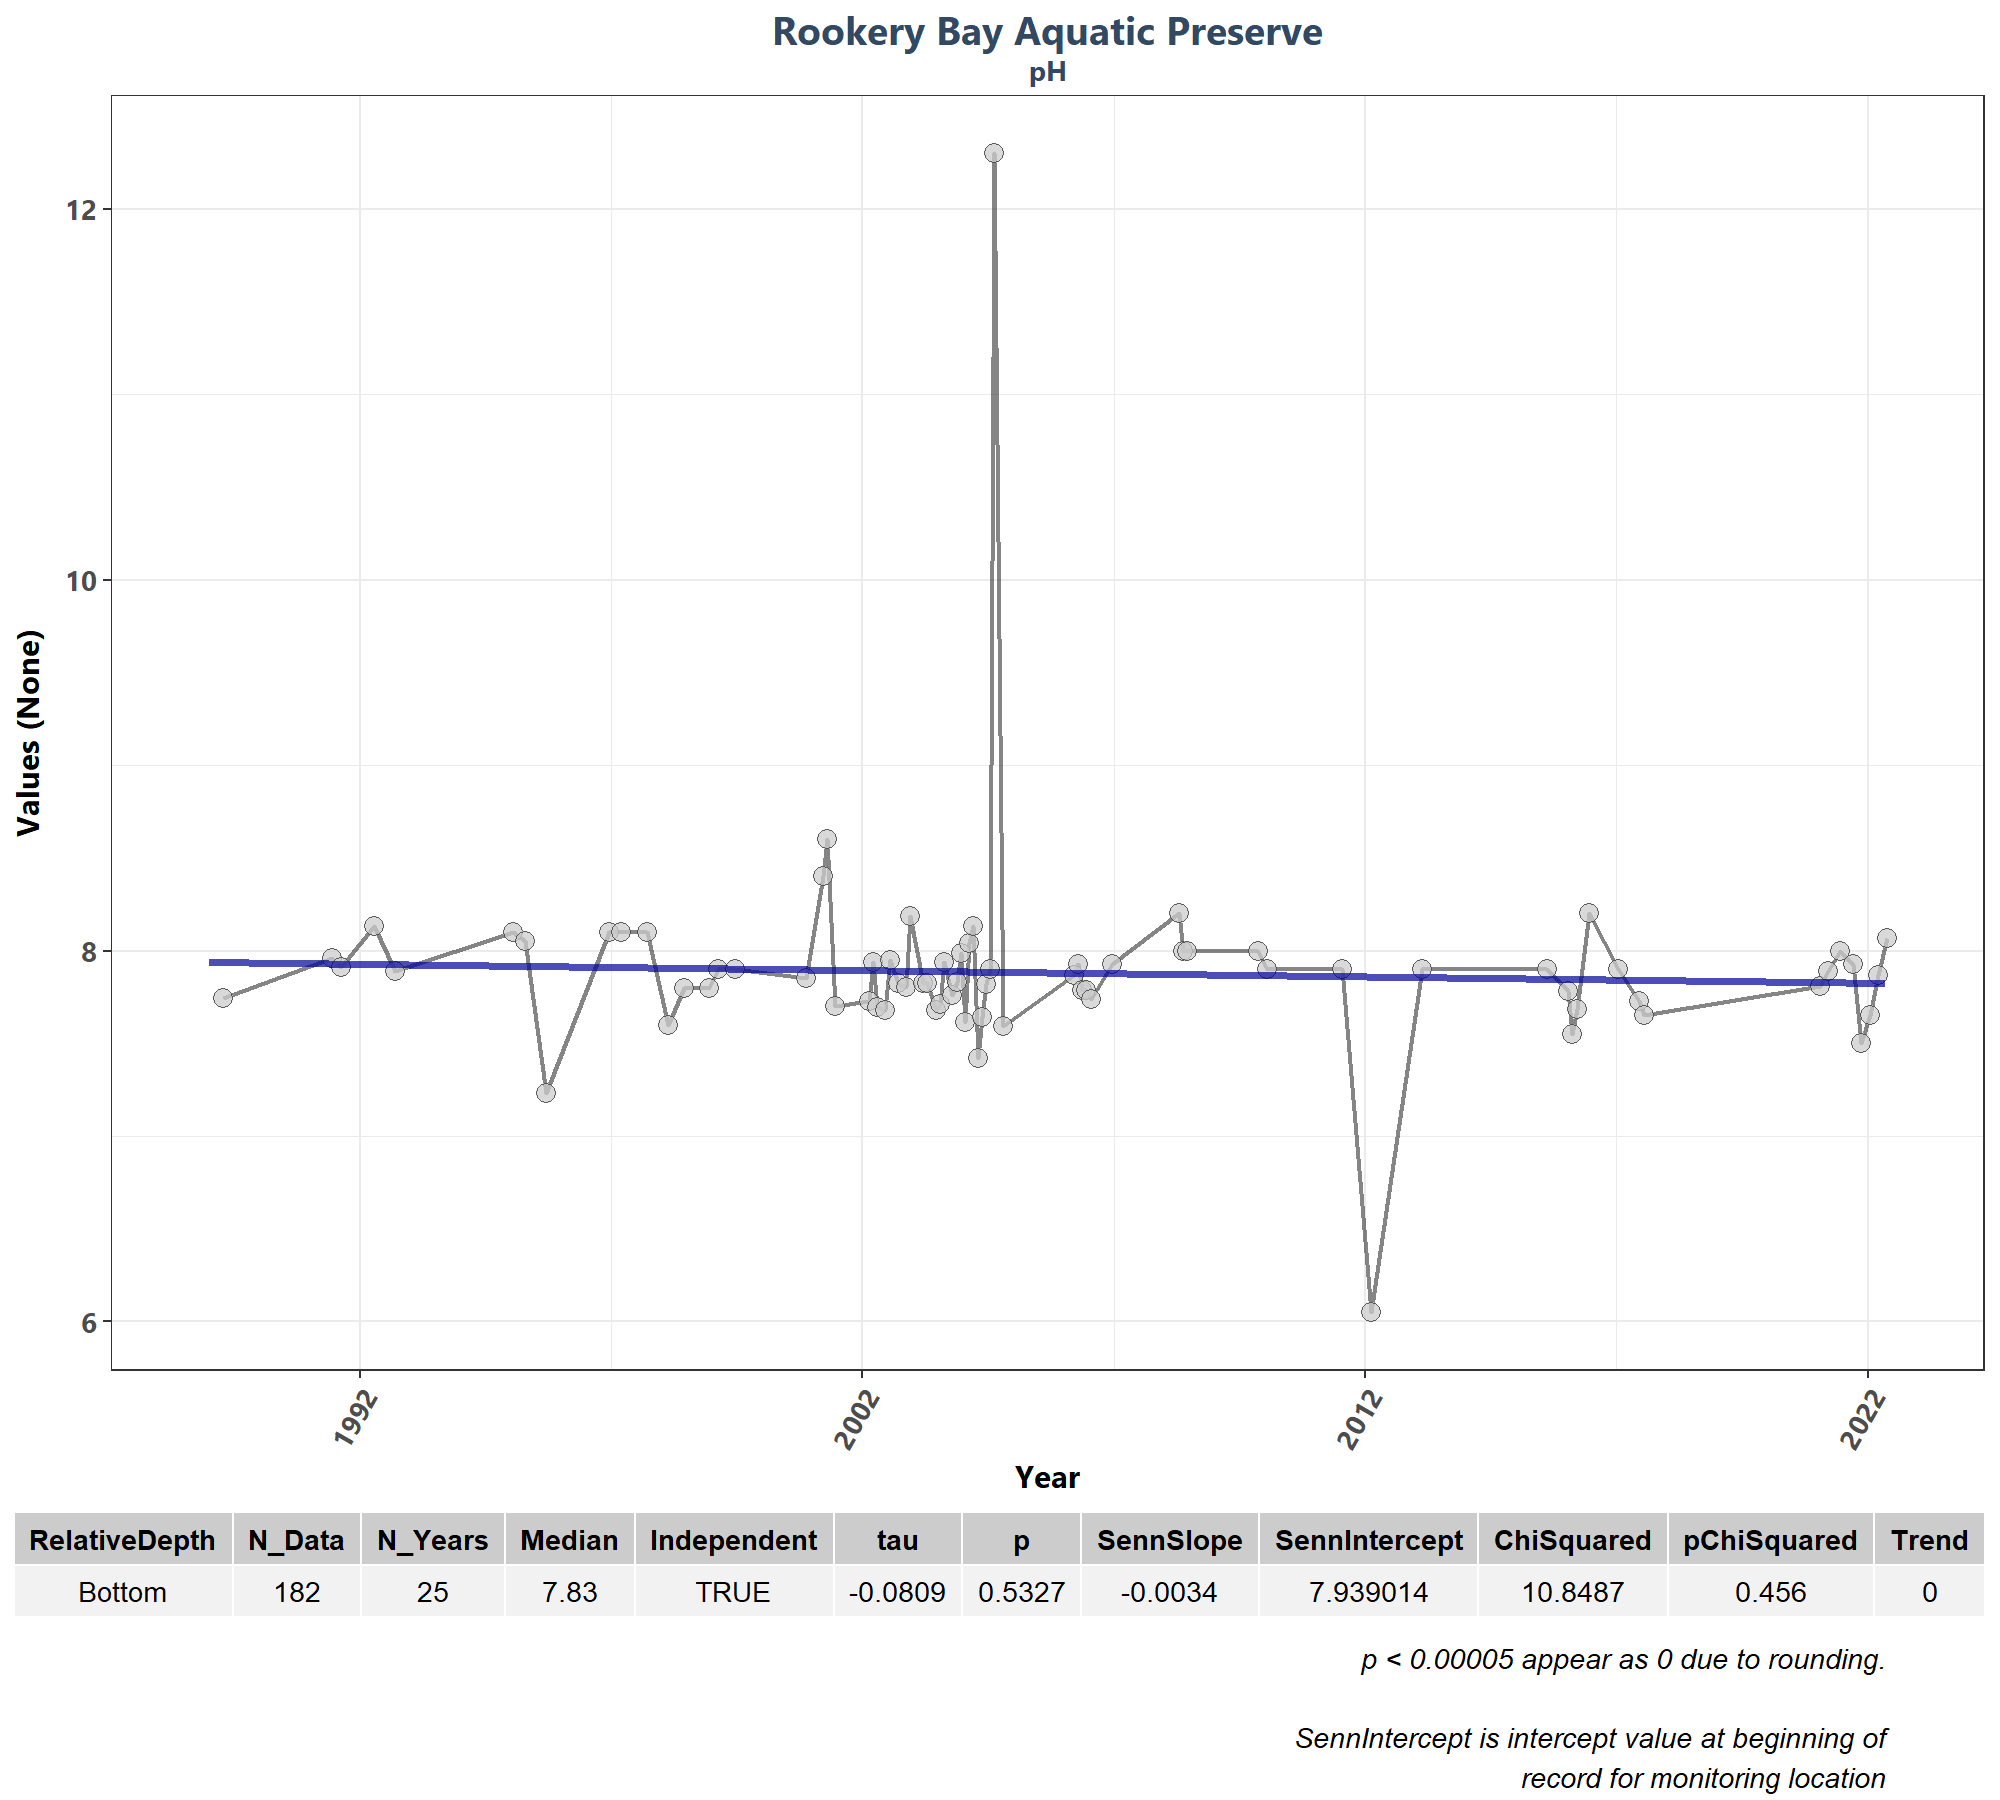 Rookery Bay Aquatic Preserve
pH
12
10
8
6
Values (None)
1992
2002
2012
2022
Year
RelativeDepth N_Data N_Years Median Independent tau p SennSlope SennIntercept ChiSquared pChiSquared Trend
Bottom 182 25 7.83 TRUE -0.0809 0.5327 -0.0034 7.939014 10.8487 0.456 0
p < 0.00005 appear as 0 due to rounding.
SennIntercept is intercept value at beginning of
record for monitoring location